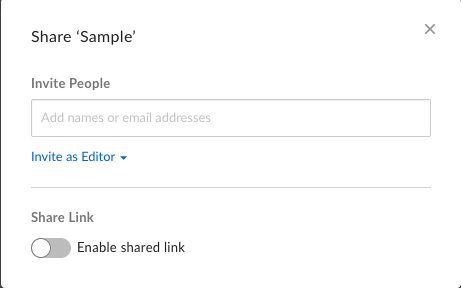 Share ‘Sample’
Invite People
Add names or email addresses
Invite as Editor
Share Link
Enable shared link